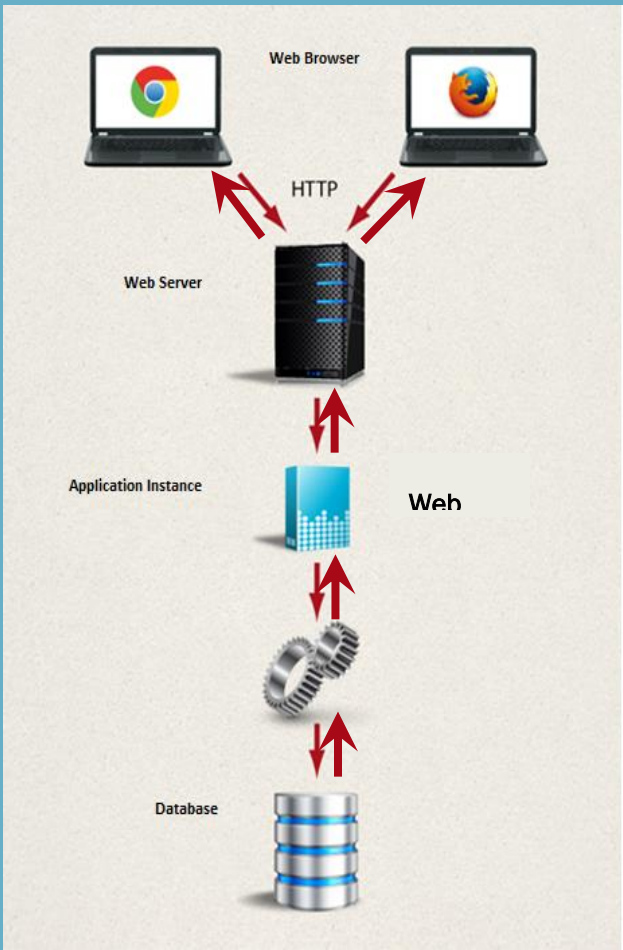 Web Browser
HTTP
Web Server
Application Instance
Web
Database